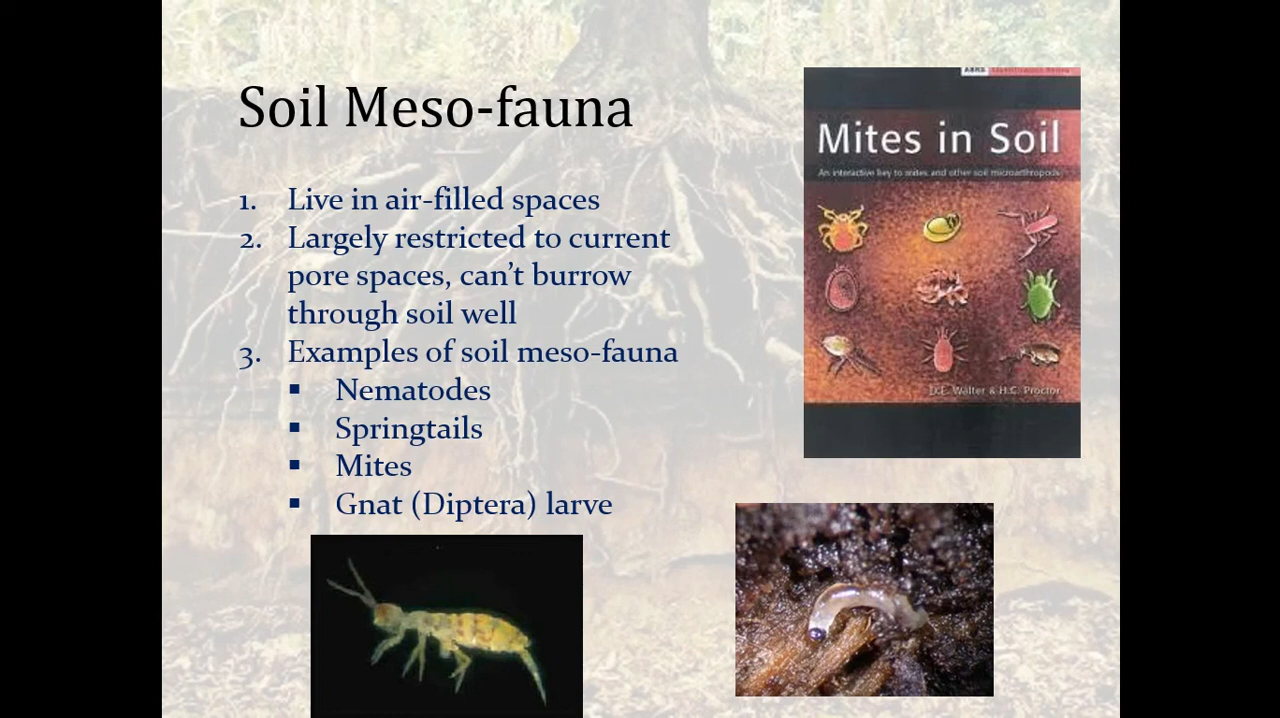 Soil Meso-fauna
1. Live in air-filled spaces
2. Largely restricted to current
pore spaces, can't burrow
through soil well
3. Examples of soil meso-fauna
▪ Nematodes
▪ Springtails
▪ Mites
▪ Gnat (Diptera) larve
Mites in Soil
An interactive key to mites and other soil microarthropods
D.E. Walter & H.C. Proctor